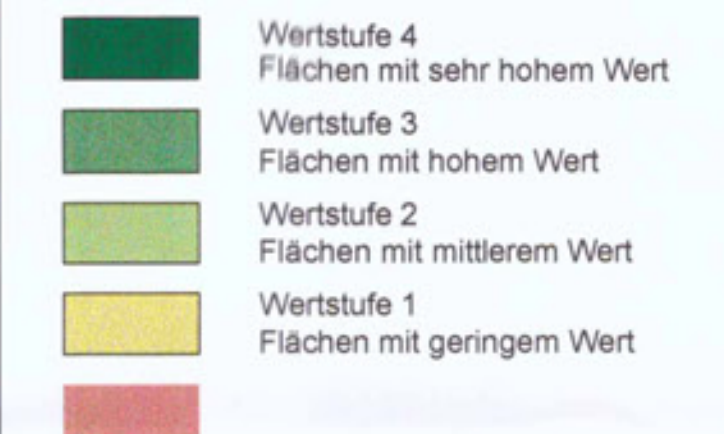 Wertstufe 4
Flächen mit sehr hohem Wert
Wertstufe 3
Flächen mit hohem Wert
Wertstufe 2
Flächen mit mittlerem Wert
Wertstufe 1
Flächen mit geringem Wert